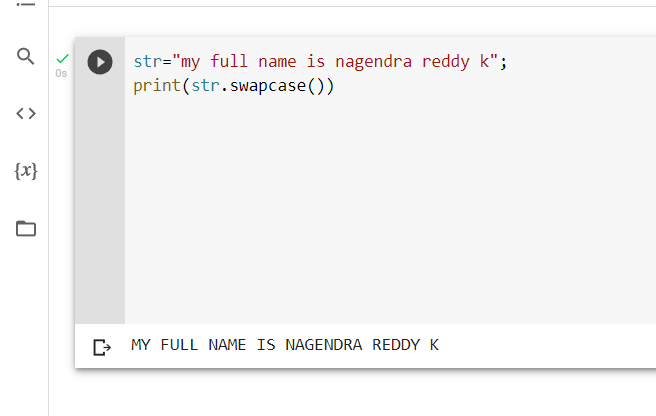 0s
str="my full name is nagendra reddy k";
print(str.swapcase())
{x}
MY FULL NAME IS NAGENDRA REDDY K